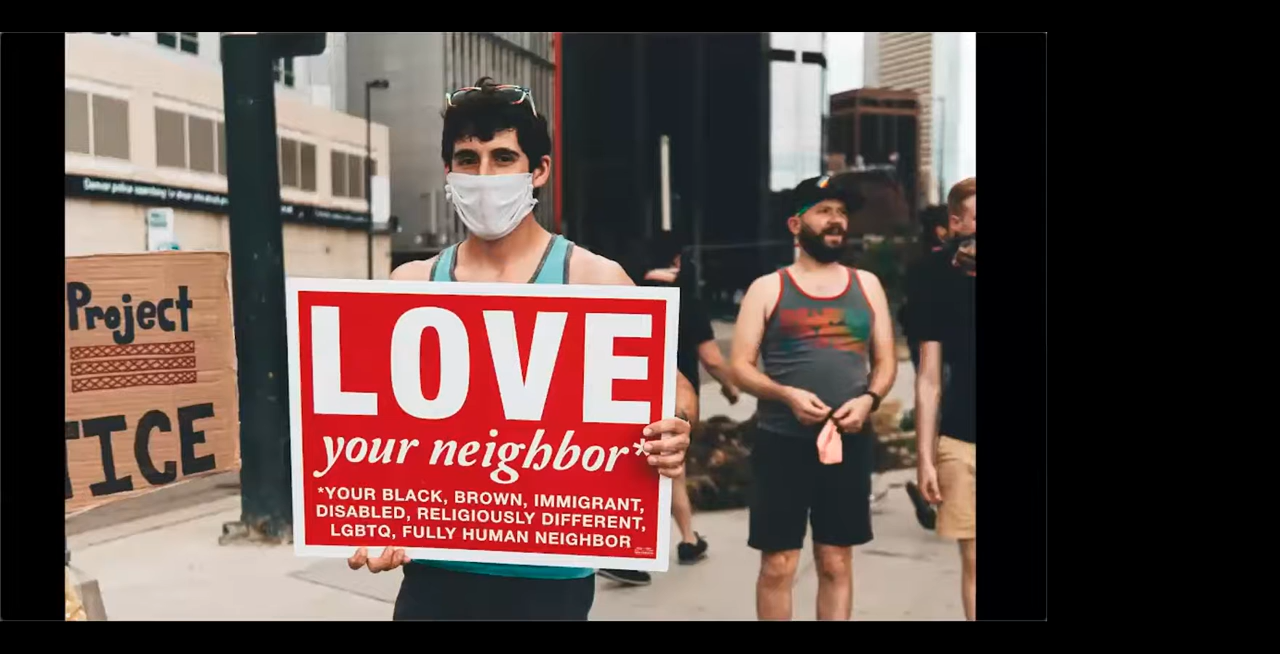 Project
TICE
LOVE
your neighbor*
*YOUR BLACK, BROWN, IMMIGRANT,
DISABLED, RELIGIOUSLY DIFFERENT,
LGBTQ, FULLY HUMAN NEIGHBOR